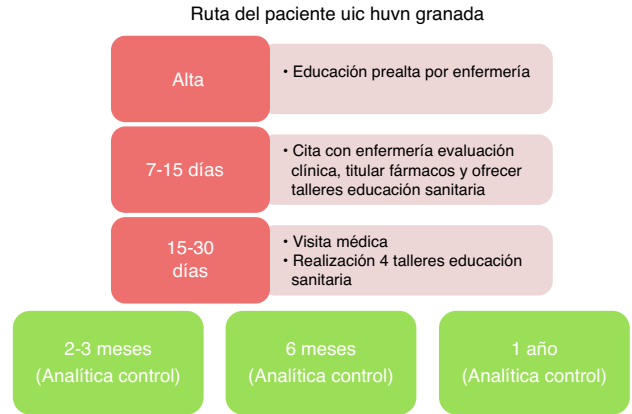 Ruta del paciente uic huvn granada
Alta
• Educación prealta por enfermería
7-15 días
• Cita con enfermería evaluación
clínica, titular fármacos y ofrecer
talleres educación sanitaria
15-30
días
• Visita médica
• Realización 4 talleres educación
sanitaria
2-3 meses
(Analítica control)
6 meses
(Analítica control)
1 año
(Analítica control)